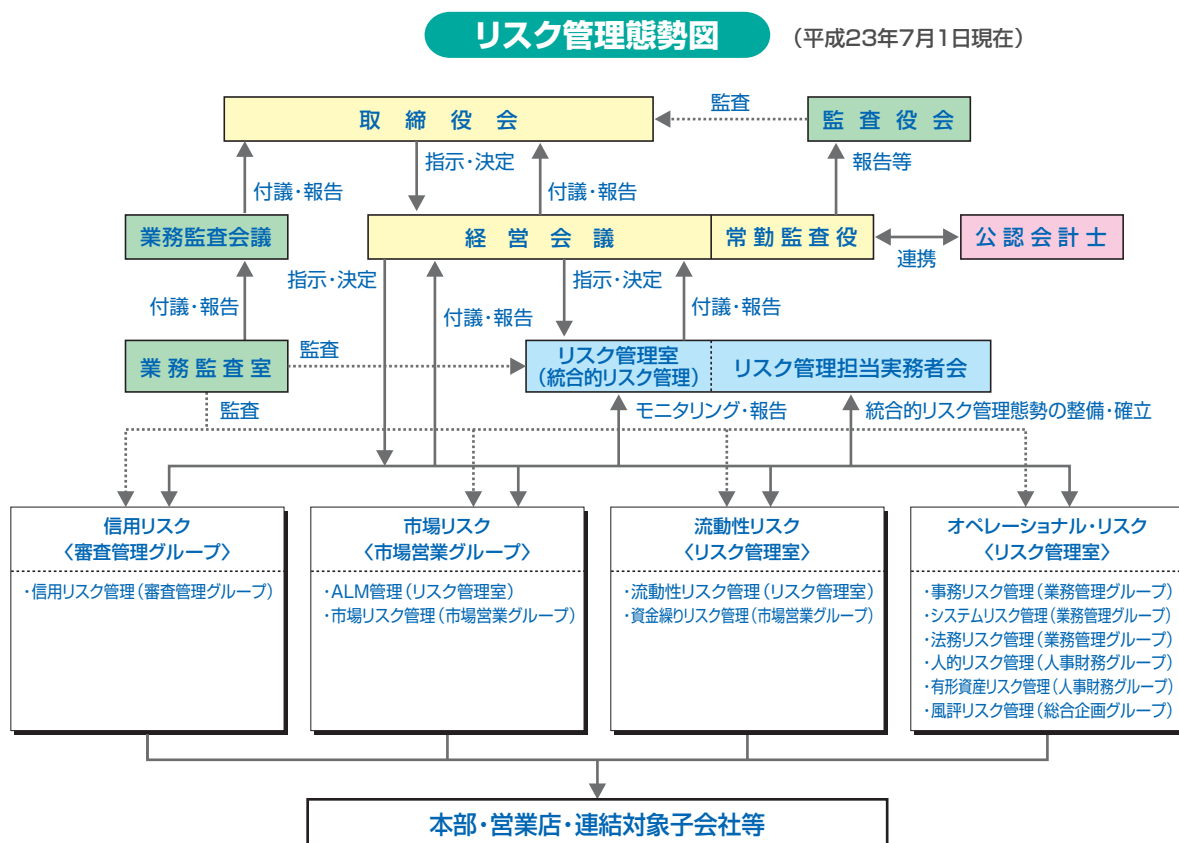 リスク管理態勢図
(平成23年7月1日現在)
取締役会
監査
監査役会
指示・決定
報告等
付議・報告
付議・報告
業務監査会議
経営会議
常勤監査役
公認会計士
連携
指示・決定
指示・決定
付議・報告
付議・報告
付議・報告
業務監査室
監査
リスク管理室
(統合的リスク管理)
リスク管理担当実務者会
監査
モニタリング・報告
統合的リスク管理態勢の整備・確立
信用リスク
〈審査管理グループ〉
・信用リスク管理(審査管理グループ)
市場リスク
〈市場営業グループ〉
・ALM管理(リスク管理室)
・市場リスク管理(市場営業グループ)
流動性リスク
〈リスク管理室〉
・流動性リスク管理(リスク管理室)
・資金繰りリスク管理(市場営業グループ)
オペレーショナル・リスク
〈リスク管理室〉
・事務リスク管理(業務管理グループ)
・システムリスク管理(業務管理グループ)
・法務リスク管理(業務管理グループ)
・人的リスク管理(人事財務グループ)
・有形資産リスク管理(人事財務グループ)
・風評リスク管理(総合企画グループ)
本部・営業店・連結対象子会社等